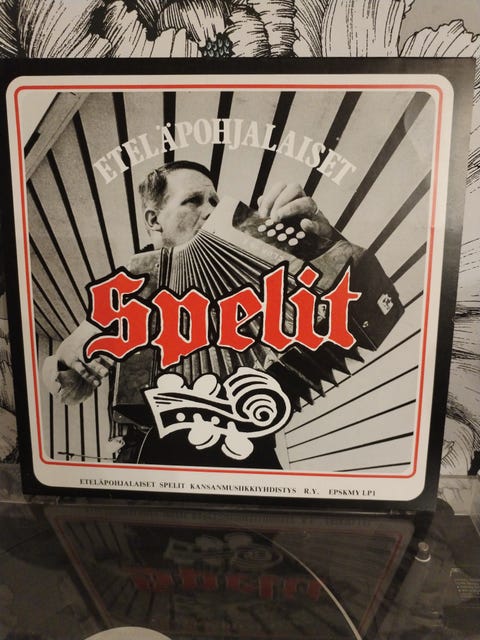 ETELÄPOHJALAISET
Spelit
ETELÄPOHJALAISET SPELIT KANSANMUSIIKKIYHDISTYS R.Y. EPSKMY LP1